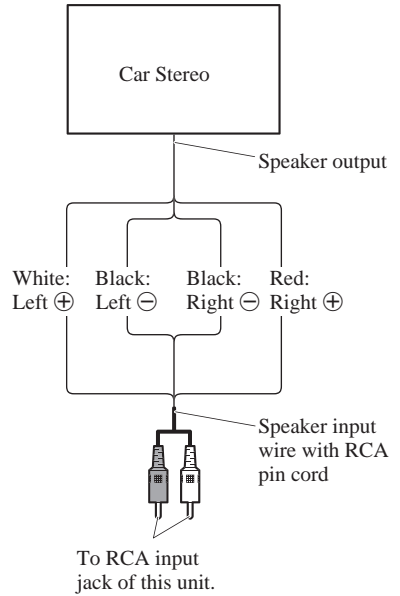 Car Stereo
Speaker output
White:
Left ⊕
Black:
Left ⊖
Black:
Right ⊖
Red:
Right ⊕
Speaker input
wire with RCA
pin cord
To RCA input
jack of this unit.